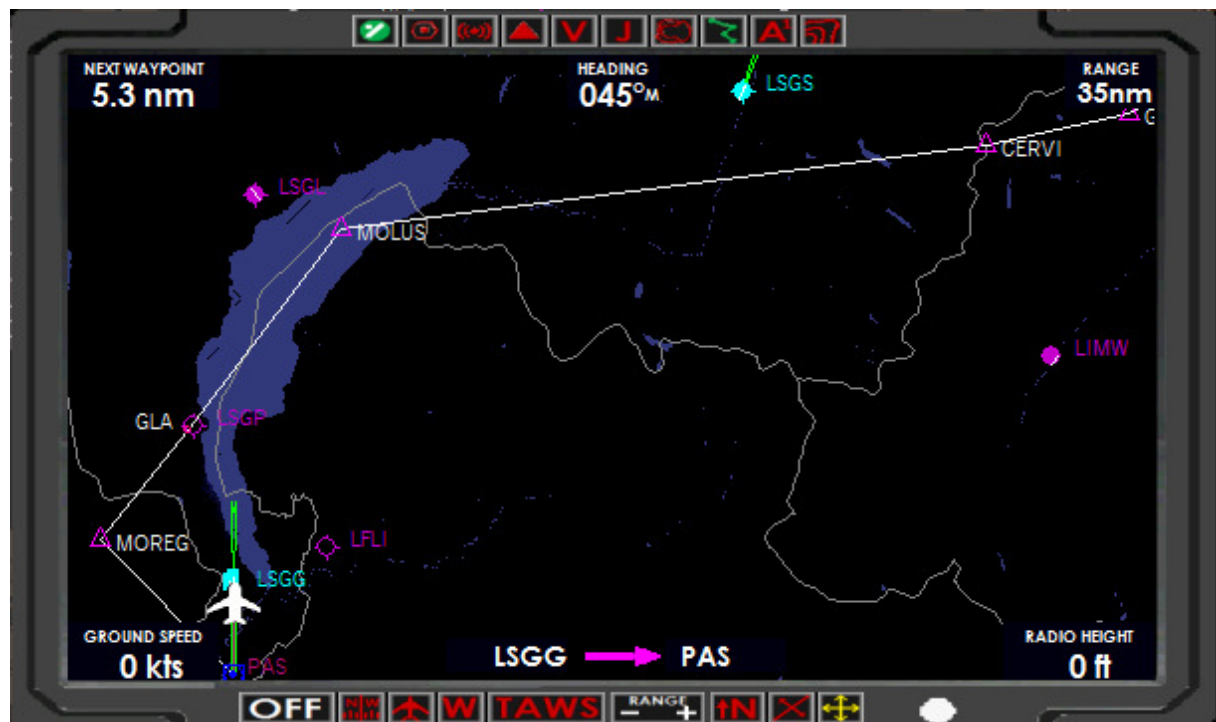 V J A¹
NEXT WAYPOINT
5.3 nm
HEADING
045°M
RANGE
35nm
LSGS
G
CERVI
LSGL
MOLUS
LIMW
GLA LSGP
MOREG
LFLI
LSGG
GROUND SPEED
0 kts
PAS
LSGG PAS
RADIO HEIGHT
0 ft
OFF W TAWS - RANGE + N